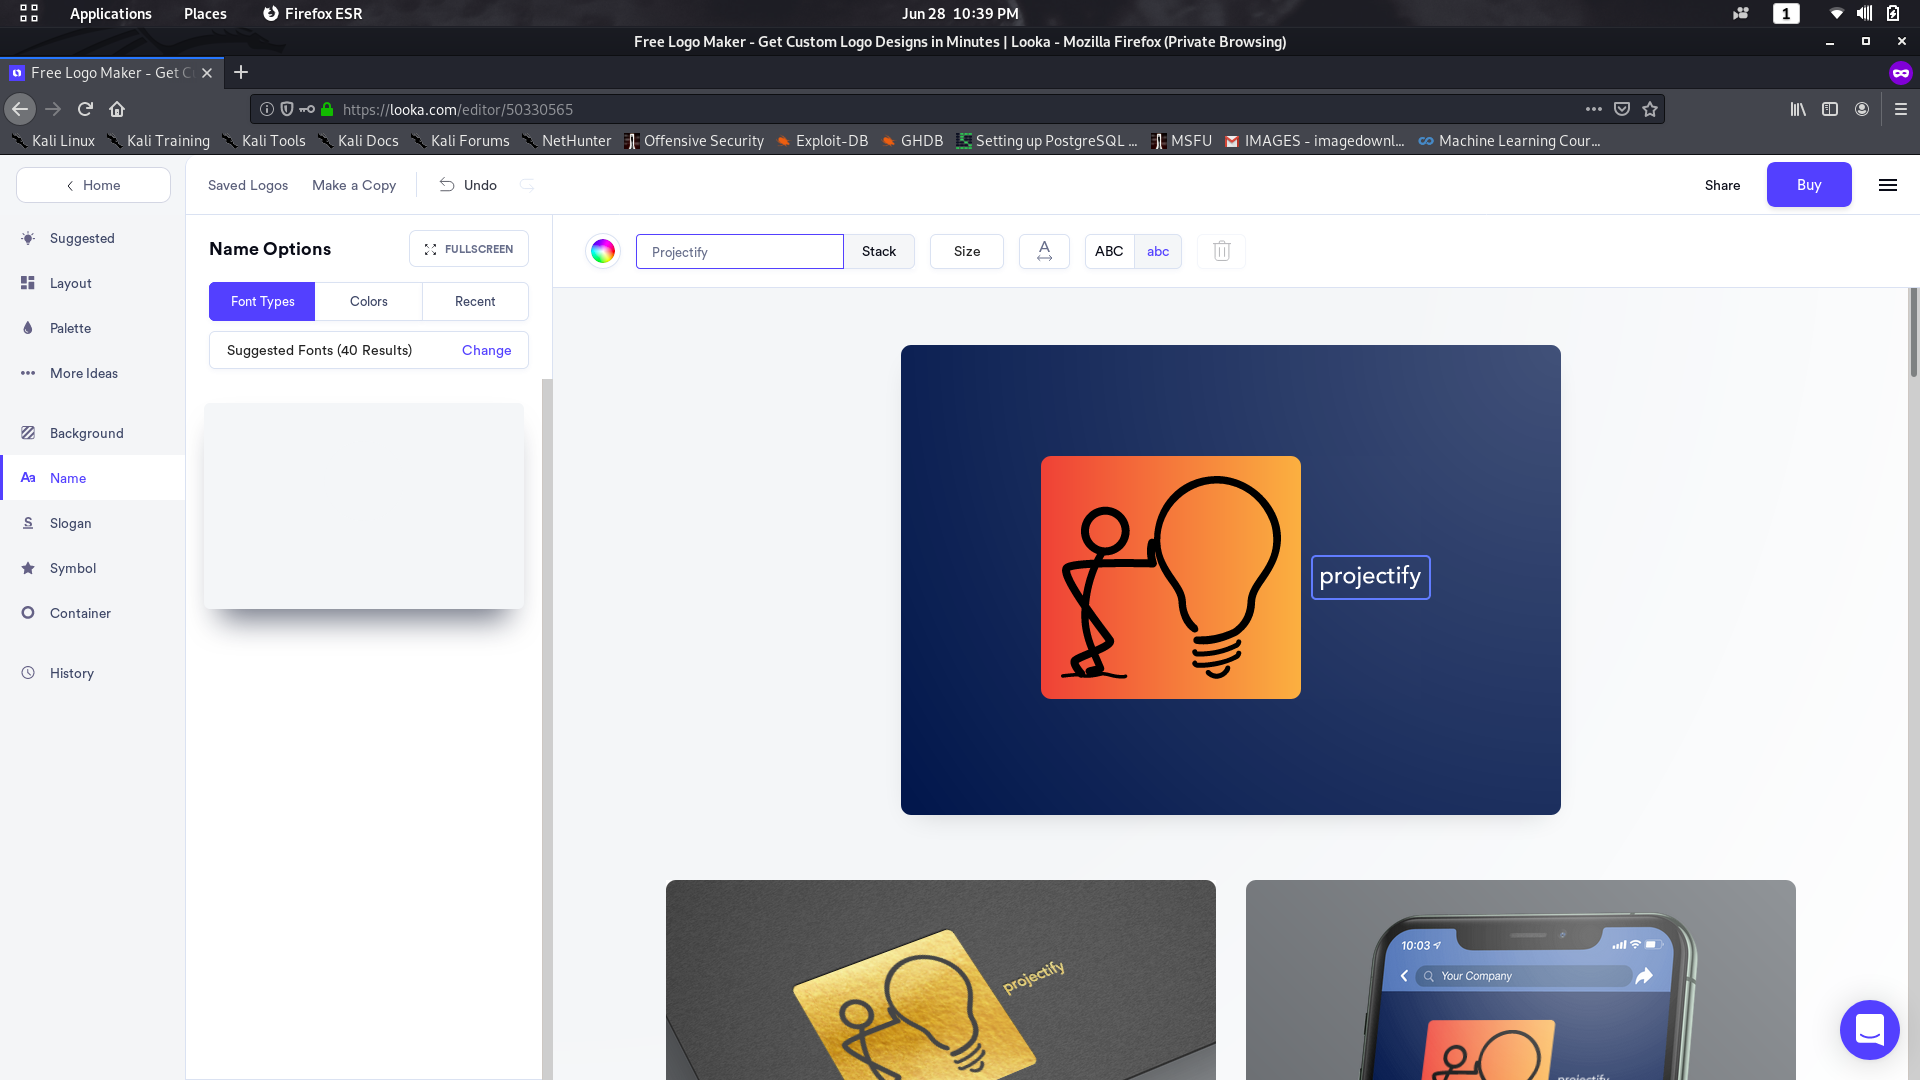 Applications Places Firefox ESR Jun 28 10:39 PM 1
Free Logo Maker - Get Custom Logo Designs in Minutes | Looka - Mozilla Firefox (Private Browsing)
Free Logo Maker - Get C
https://looka.com/editor/50330565
Kali Linux Kali Training Kali Tools Kali Docs Kali Forums NetHunter Offensive Security Exploit-DB GHDB Setting up PostgreSQL ... MSFU IMAGES - imagedownl... Machine Learning Cour...
Home Saved Logos Make a Copy Undo Share Buy
Suggested
Layout
Palette
More Ideas
Background
Aa Name
Slogan
Symbol
Container
History
Name Options FULLSCREEN
Font Types Colors Recent
Suggested Fonts (40 Results) Change
Projectify Stack Size A ABC abc
projectify
projectify
10:03
Your Company
projectify